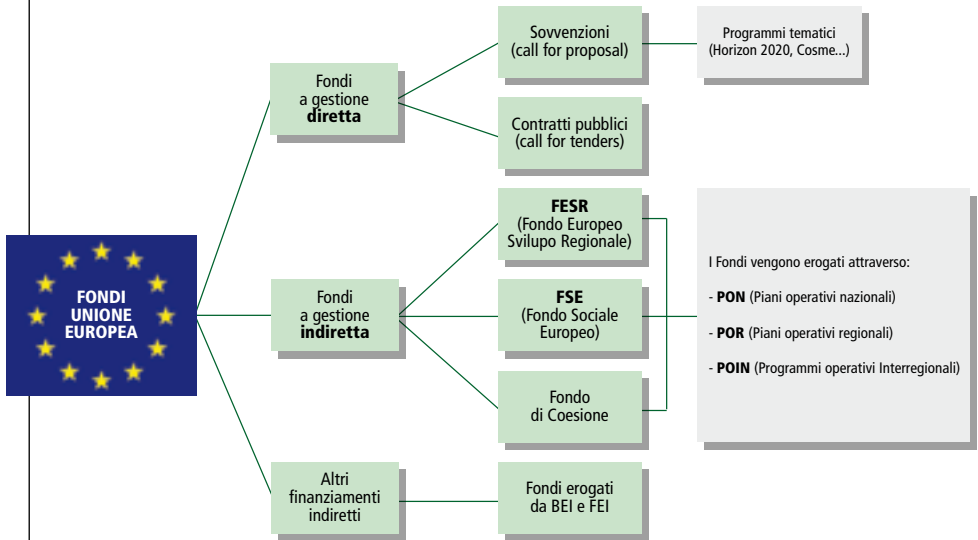 FONDI
UNIONE
EUROPEA
Fondi
a gestione
diretta
Sovvenzioni
(call for proposal)
Programmi tematici
(Horizon 2020, Cosme...)
Contratti pubblici
(call for tenders)
Fondi
a gestione
indiretta
FESR
(Fondo Europeo
Svilupo Regionale)
FSE
(Fondo Sociale
Europeo)
Fondo
di Coesione
I Fondi vengono erogati attraverso:
- PON (Piani operativi nazionali)
- POR (Piani operativi regionali)
- POIN (Programmi operativi Interregionali)
Altri
finanziamenti
indiretti
Fondi erogati
da BEI e FEI